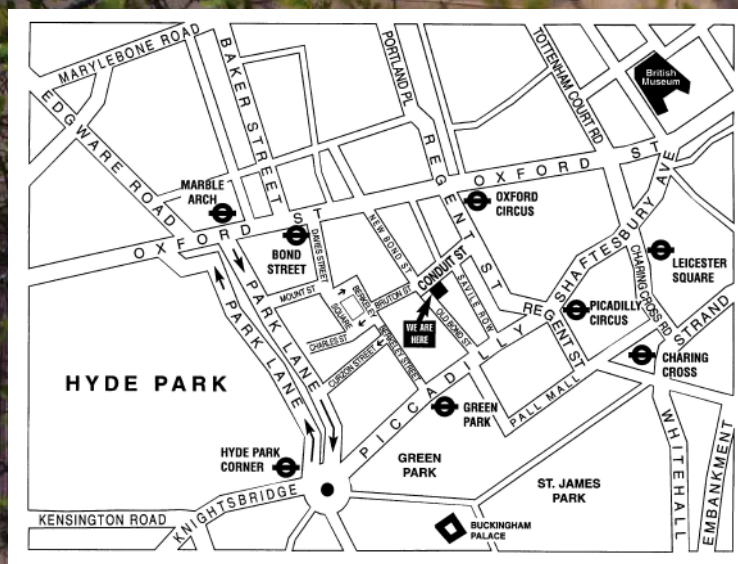 MARYLEBONE ROAD
BAKER STREET
PORTLAND PL
TOTTENHAM COURT RD
British
Museum
EDGWARE ROAD
REGENT ST
OXFORD ST
OXFORD ST
MARBLE
ARCH
OXFORD
CIRCUS
SHAFTESBURY AVE
BOND
STREET
DAVIES STREET
NEW BOND ST
CONDUIT ST
SAVILE ROW
LEICESTER
SQUARE
CHARING CROSS RD
MOUNT ST
BERKELEY
SQUARE
BRUTON ST
OLD BOND ST
WE ARE
HERE
REGENT ST
PICADILLY
CIRCUS
STRAND
PARK LANE
PARK LANE
CHARLES ST
CURZON STREET
BERKELEY STREET
CHARING
CROSS
HYDE PARK
PICCADILLY
GREEN
PARK
PALL MALL
HYDE PARK
CORNER
GREEN
PARK
ST. JAMES
PARK
WHITEHALL
EMBANKMENT
KENSINGTON ROAD
KNIGHTSBRIDGE
BUCKINGHAM
PALACE